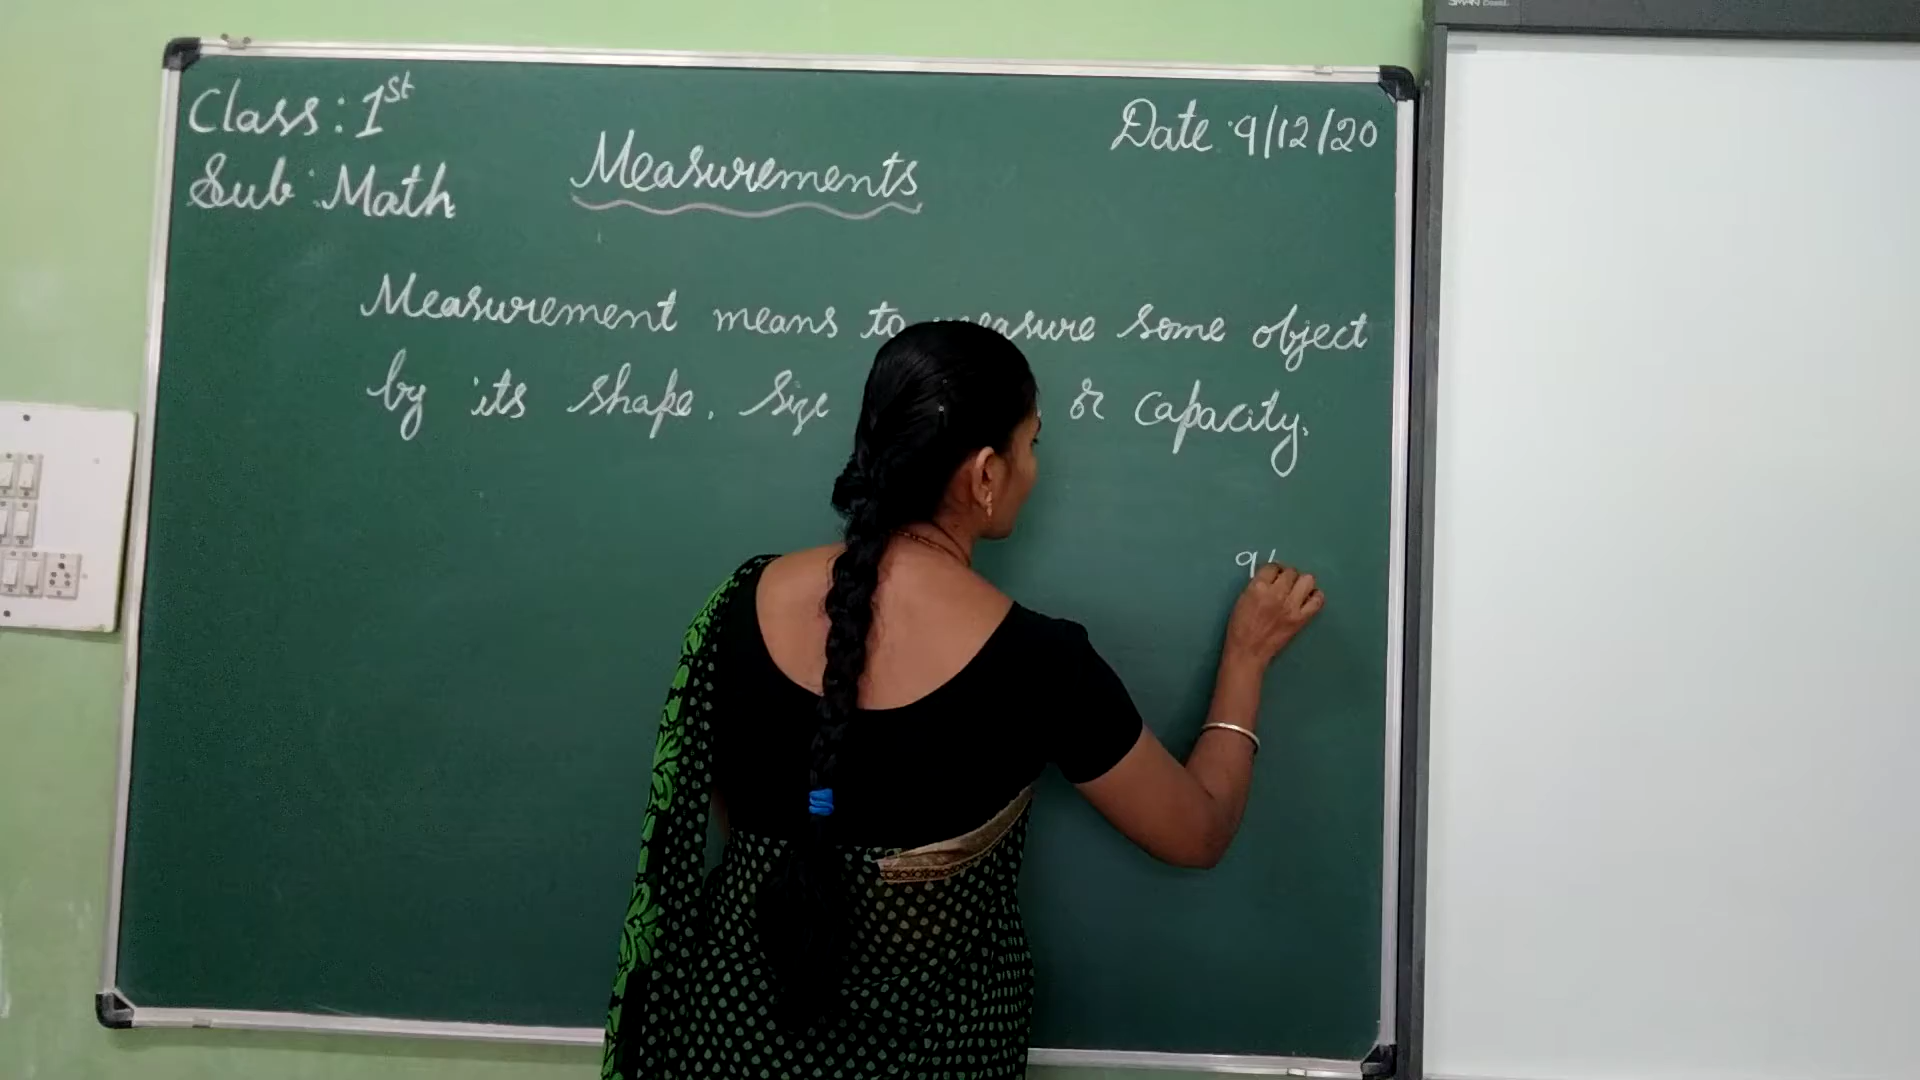 Class : 1st
Date : 9/12/20
Sub : Math
Measurements
Measurement means to measure some object
by its shape, size or capacity.
9/